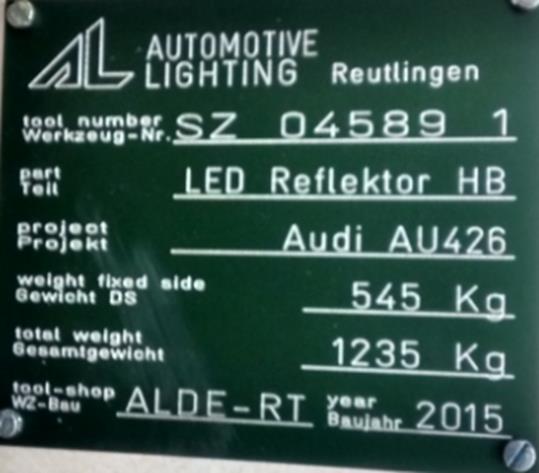 AL AUTOMOTIVE
LIGHTING Reutlingen
tool number
Werkzeug-Nr. SZ 04589 1
part
Teil LED Reflektor HB
project
Projekt Audi AU426
weight fixed side
Gewicht DS 545 Kg
total weight
Gesamtgewicht 1235 Kg
tool-shop
WZ-Bau ALDE-RT year
Baujahr 2015